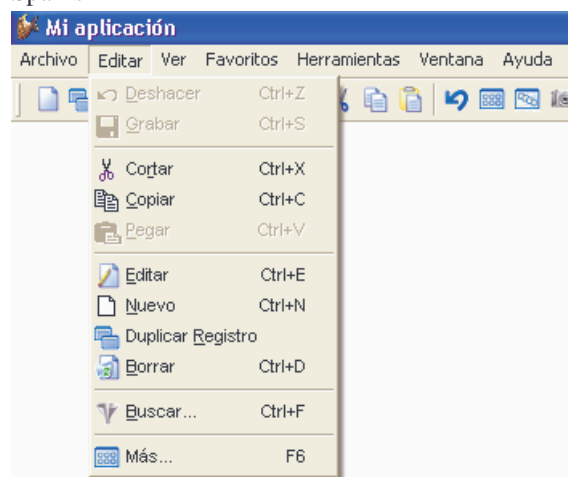 Mi aplicación
Archivo Editar Ver Favoritos Herramientas Ventana Ayuda
Deshacer Ctrl+Z
Grabar Ctrl+S
Cortar Ctrl+X
Copiar Ctrl+C
Pegar Ctrl+V
Editar Ctrl+E
Nuevo Ctrl+N
Duplicar Registro
Borrar Ctrl+D
Buscar... Ctrl+F
Más... F6